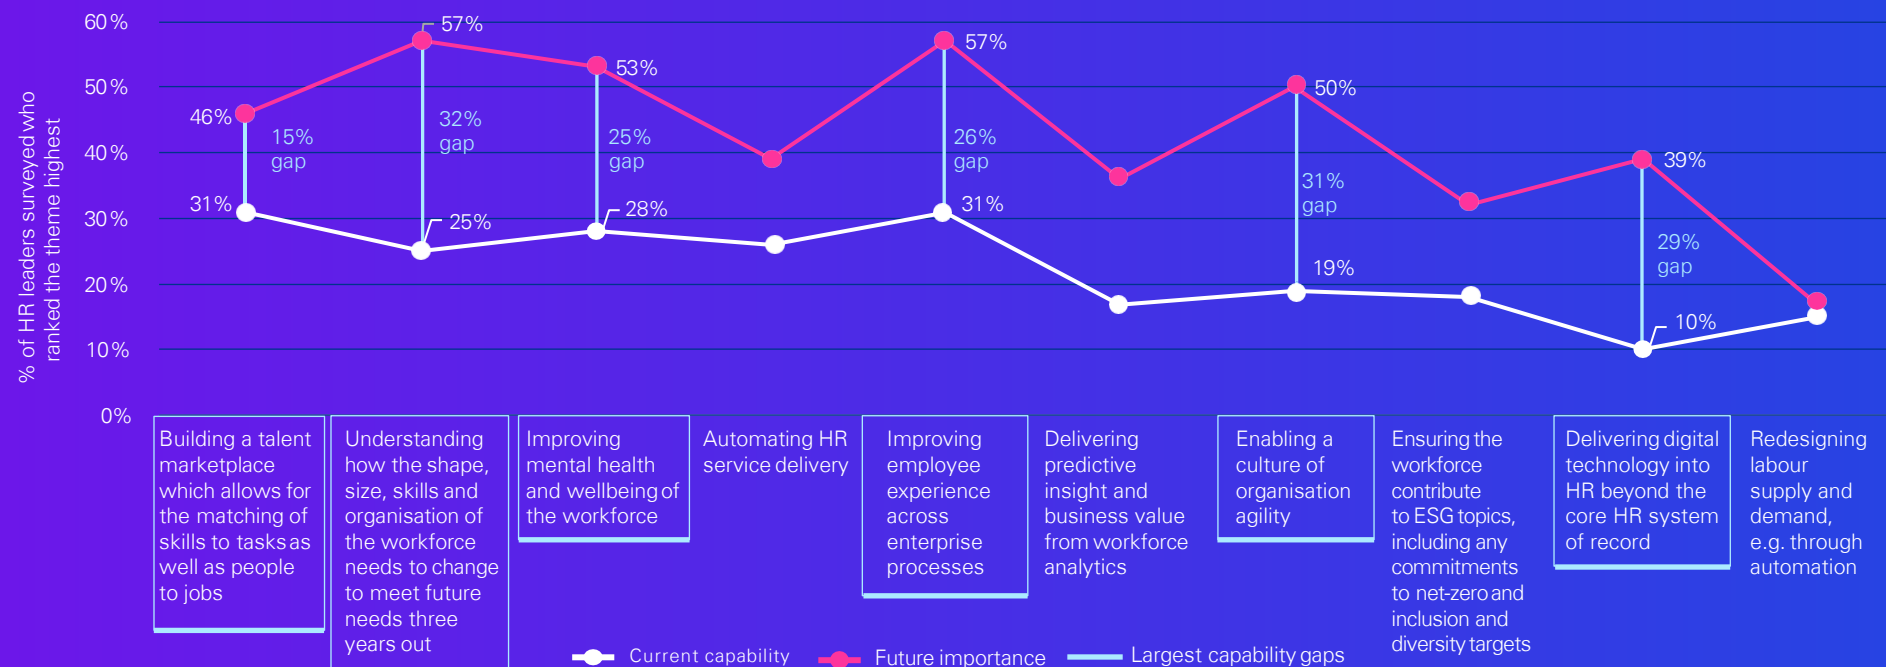 % of HR leaders surveyed who
ranked the theme highest
60%
50%
40%
30%
20%
10%
0%
46%
15%
gap
31%
57%
32%
gap
25%
53%
25%
gap
28%
57%
26%
gap
31%
50%
31%
gap
19%
39%
29%
gap
10%
Building a talent
marketplace
which allows for
the matching of
skills to tasks as
well as people
to jobs
Understanding
how the shape,
size, skills and
organisation of
the workforce
needs to change
to meet future
needs three
years out
Improving
mental health
and wellbeing of
the workforce
Automating HR
service delivery
Improving
employee
experience
across
enterprise
processes
Delivering
predictive
insight and
business value
from workforce
analytics
Enabling a
culture of
organisation
agility
Ensuring the
workforce
contribute
to ESG topics,
including any
commitments
to net-zero and
inclusion and
diversity targets
Delivering digital
technology into
HR beyond the
core HR system
of record
Redesigning
labour
supply and
demand,
e.g. through
automation
Current capability
Future importance
Largest capability gaps